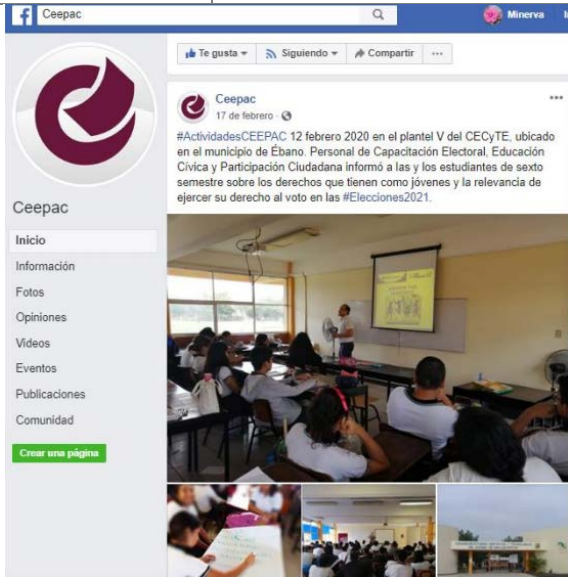 Ceepac
Minerva
Te gusta
Siguiendo
Compartir
Ceepac
17 de febrero
#ActividadesCEEPAC 12 febrero 2020 en el plantel V del CECyTE, ubicado
en el municipio de Ébano. Personal de Capacitación Electoral, Educación
Cívica y Participación Ciudadana informó a las y los estudiantes de sexto
semestre sobre los derechos que tienen como jóvenes y la relevancia de
ejercer su derecho al voto en las #Elecciones2021.
Ceepac
Inicio
Información
Fotos
Opiniones
Videos
Eventos
Publicaciones
Comunidad
Crear una página